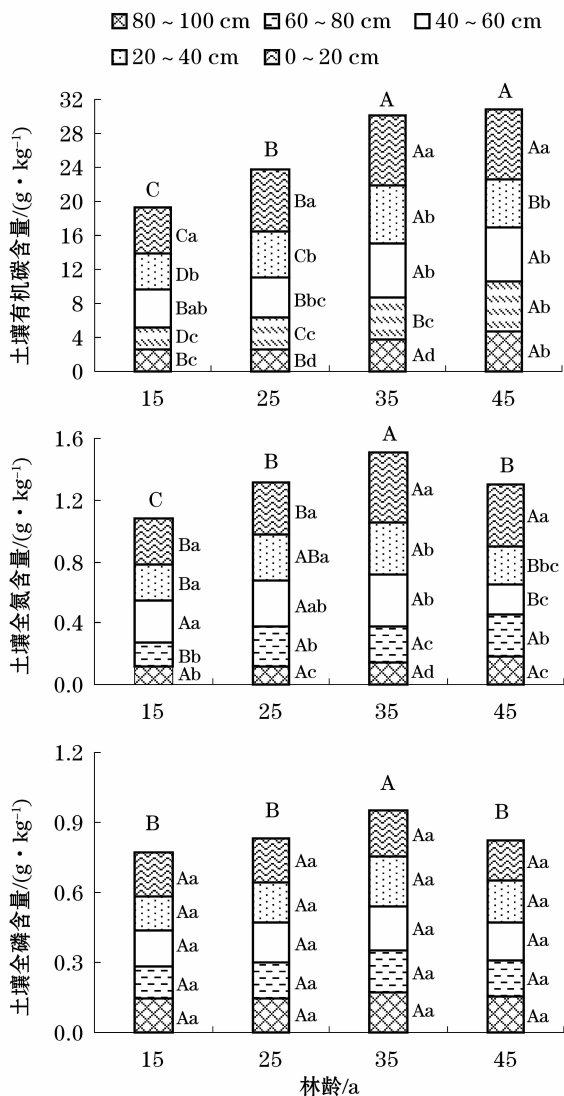 80 ~ 100 cm 60 ~ 80 cm 40 ~ 60 cm
20 ~ 40 cm 0 ~ 20 cm
土壤有机碳含量/(g·kg⁻¹)
32
28
24
20
16
12
8
4
0
C
Ca
Db
Bab
Dc
Bc
B
Ba
Cb
Bbc
Cc
Bd
A
Aa
Ab
Ab
Bc
Ad
A
Aa
Bb
Ab
Ab
Ab
15 25 35 45
土壤全氮含量/(g·kg⁻¹)
1.6
1.2
0.8
0.4
0.0
C
Ba
Ba
Aa
Bb
Ab
B
Ba
ABa
Aab
Ab
Ac
A
Aa
Ab
Ab
Ac
Ad
B
Aa
Bbc
Bc
Ab
Ac
15 25 35 45
土壤全磷含量/(g·kg⁻¹)
1.2
0.9
0.6
0.3
0.0
B
Aa
Aa
Aa
Aa
Aa
B
Aa
Aa
Aa
Aa
Aa
A
Aa
Aa
Aa
Aa
Aa
B
Aa
Aa
Aa
Aa
Aa
15 25 35 45
林龄/a